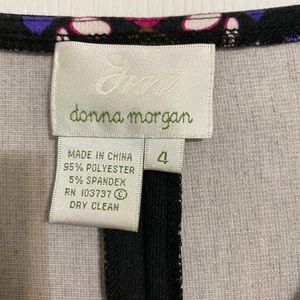 dm
donna morgan
4
MADE IN CHINA
95% POLYESTER
5% SPANDEX
RN 103737 Ⓒ
DRY CLEAN